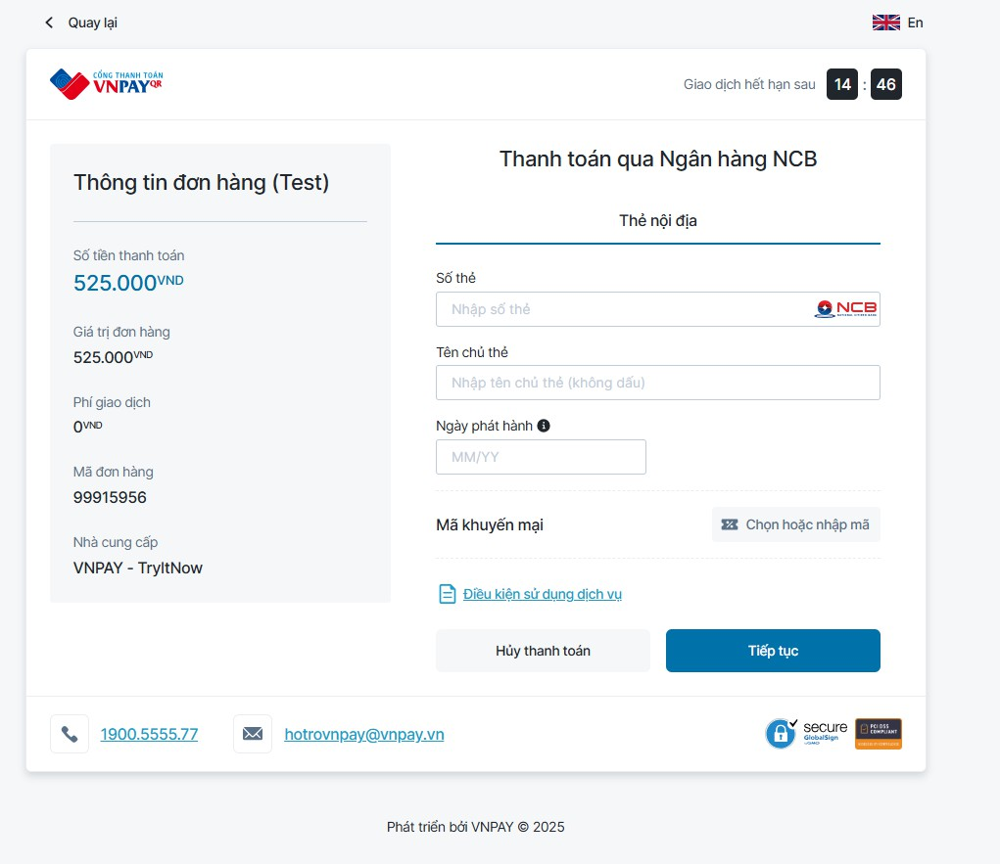 Quay lại
En
CỔNG THANH TOÁN
VNPAYQR
Giao dịch hết hạn sau 14 : 46
Thông tin đơn hàng (Test)
Số tiền thanh toán
525.000VND
Giá trị đơn hàng
525.000VND
Phí giao dịch
0VND
Mã đơn hàng
99915956
Nhà cung cấp
VNPAY - TryItNow
Thanh toán qua Ngân hàng NCB
Thẻ nội địa
Số thẻ
Nhập số thẻ
NCB
Tên chủ thẻ
Nhập tên chủ thẻ (không dấu)
Ngày phát hành
MM/YY
Mã khuyến mại
Chọn hoặc nhập mã
Điều kiện sử dụng dịch vụ
Hủy thanh toán
Tiếp tục
1900.5555.77
hotrovnpay@vnpay.vn
secure
GlobalSign
PCI DSS
COMPLIANT
Phát triển bởi VNPAY © 2025